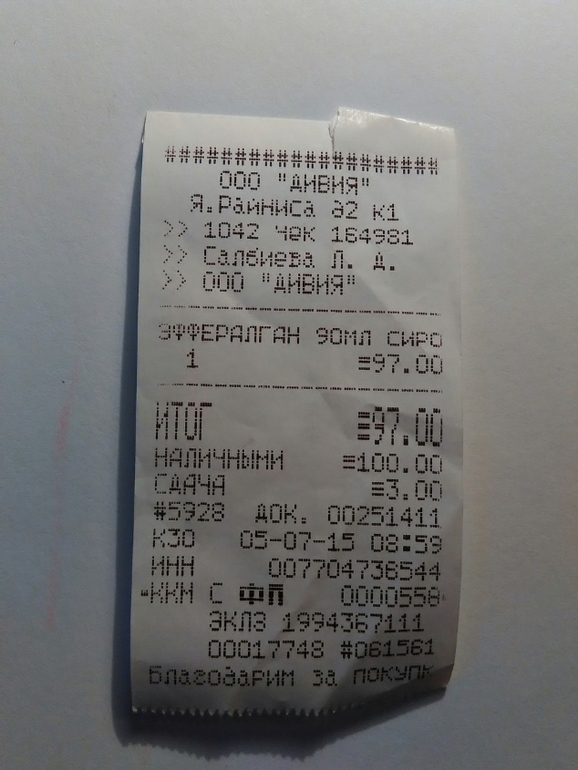 ###################
ООО "ДИВИЯ"
Я.Райниса д2 к1
>> 1042 Чек 164981
>> Салбиева Л. Д.
>> ООО "ДИВИЯ"
ЭФФЕРАЛГАН 90МЛ СИРО
1 ≡97.00
ИТОГ ≡97.00
НАЛИЧНЫМИ ≡100.00
СДАЧА ≡3.00
#5928 ДОК. 00251411
К30 05-07-15 08:59
ИНН 007704736544
ККМ С ФП 0000558
ЭКЛЗ 1994367111
00017748 #061561
Благодарим за покупк